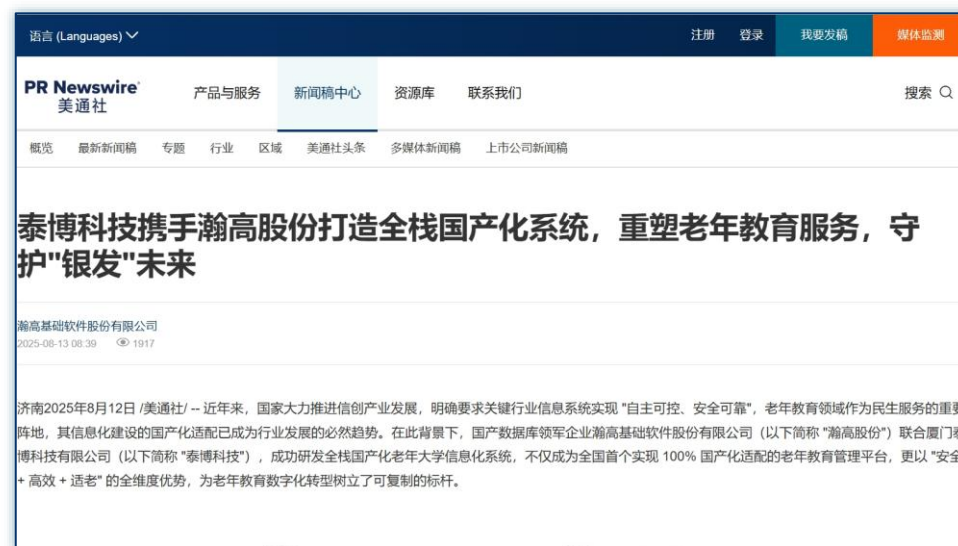 语言 (Languages)
注册 登录 我要发稿 媒体监测
PR Newswire
美通社
产品与服务 新闻稿中心 资源库 联系我们 搜索
概览 最新新闻稿 专题 行业 区域 美通社头条 多媒体新闻稿 上市公司新闻稿
泰博科技携手瀚高股份打造全栈国产化系统，重塑老年教育服务，守
护"银发"未来
瀚高基础软件股份有限公司
2025-08-13 08:39 1917
济南2025年8月12日 /美通社/ -- 近年来，国家大力推进信创产业发展，明确要求关键行业信息系统实现 "自主可控、安全可靠"，老年教育领域作为民生服务的重要
阵地，其信息化建设的国产化适配已成为行业发展的必然趋势。在此背景下，国产数据库领军企业瀚高基础软件股份有限公司（以下简称 "瀚高股份"）联合厦门泰
博科技有限公司（以下简称 "泰博科技"），成功研发全栈国产化老年大学信息化系统，不仅成为全国首个实现 100% 国产化适配的老年教育管理平台，更以 "安全
+ 高效 + 适老" 的全维度优势，为老年教育数字化转型树立了可复制的标杆。